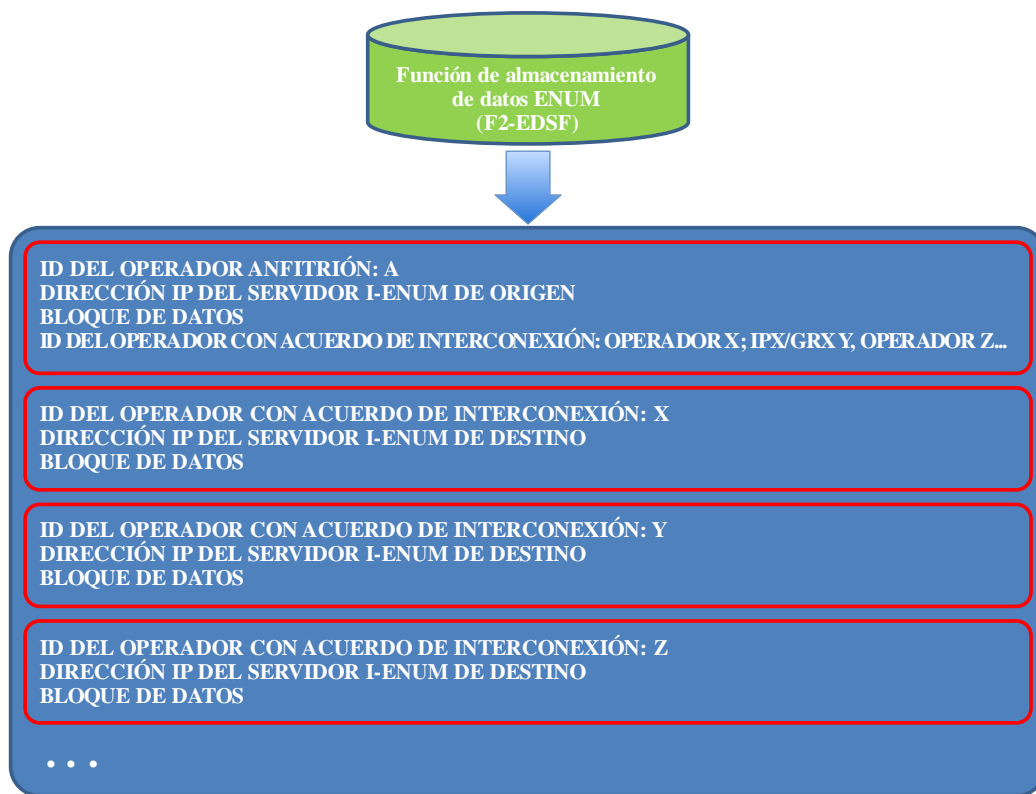 Función de almacenamiento
de datos ENUM
(F2-EDSF)
ID DEL OPERADOR ANFITRIÓN: A
DIRECCIÓN IP DEL SERVIDOR I-ENUM DE ORIGEN
BLOQUE DE DATOS
ID DEL OPERADOR CON ACUERDO DE INTERCONEXIÓN: OPERADOR X; IPX/GRX Y, OPERADOR Z...
ID DEL OPERADOR CON ACUERDO DE INTERCONEXIÓN: X
DIRECCIÓN IP DEL SERVIDOR I-ENUM DE DESTINO
BLOQUE DE DATOS
ID DEL OPERADOR CON ACUERDO DE INTERCONEXIÓN: Y
DIRECCIÓN IP DEL SERVIDOR I-ENUM DE DESTINO
BLOQUE DE DATOS
ID DEL OPERADOR CON ACUERDO DE INTERCONEXIÓN: Z
DIRECCIÓN IP DEL SERVIDOR I-ENUM DE DESTINO
BLOQUE DE DATOS
. . .